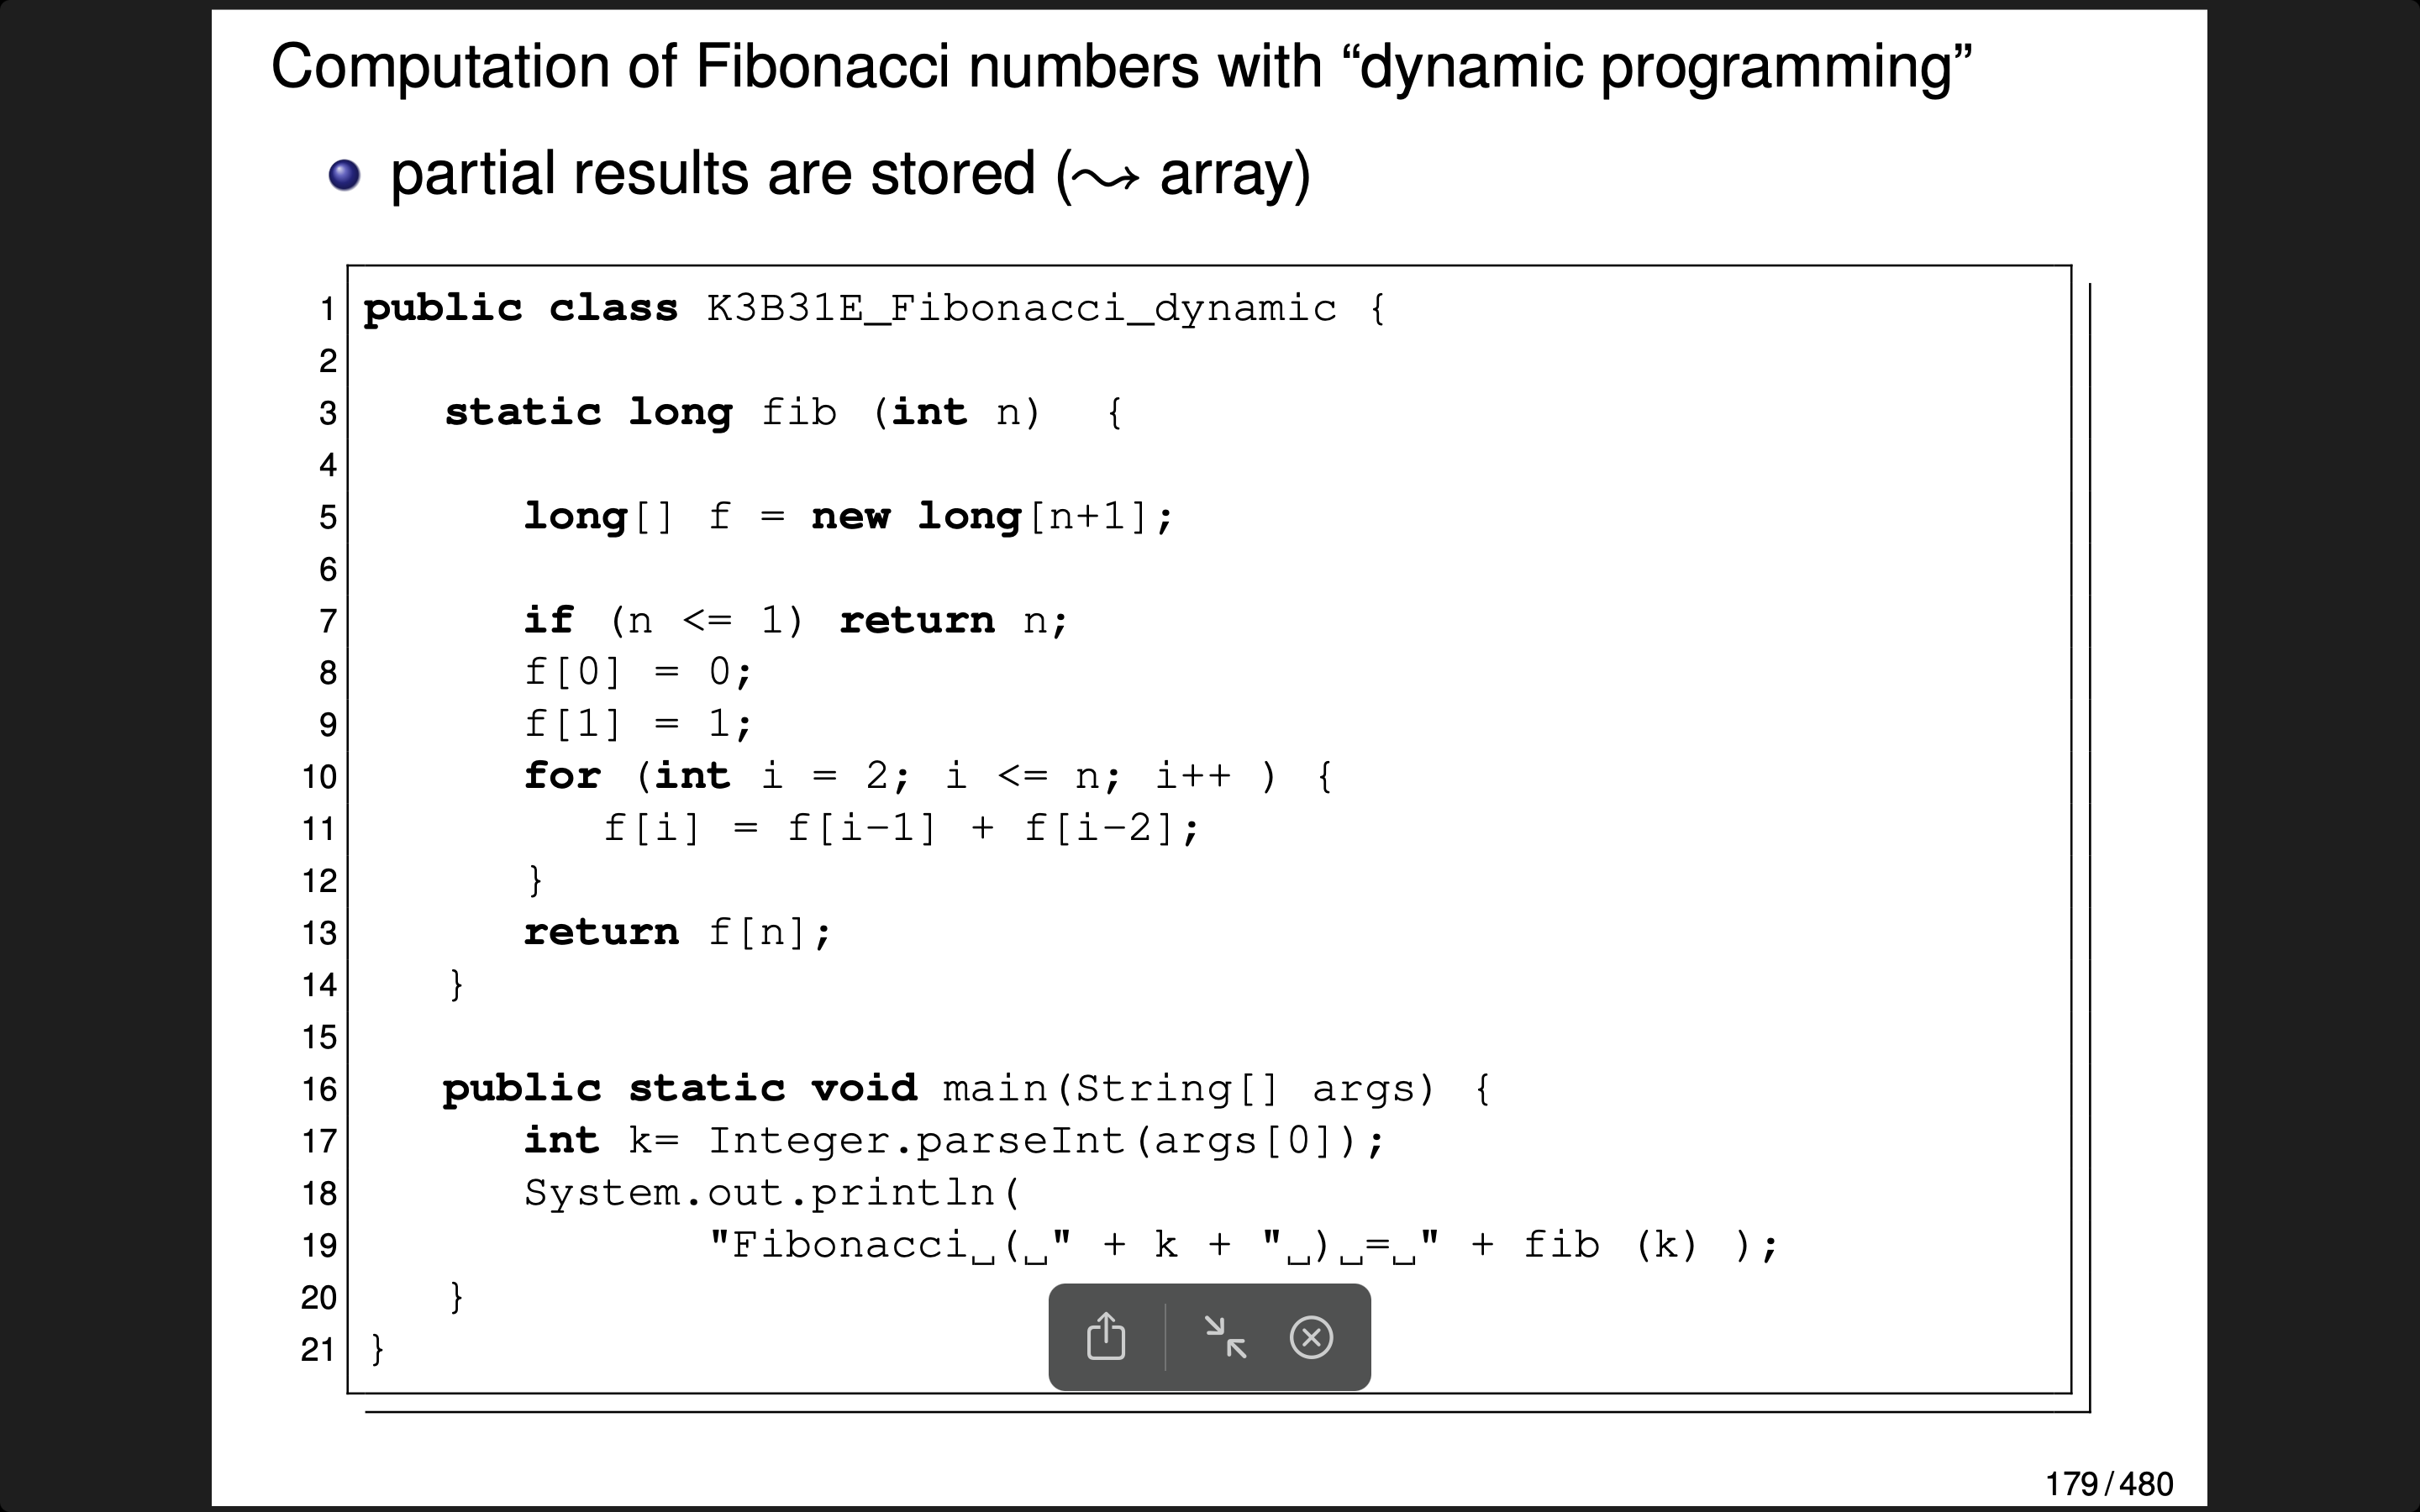 Computation of Fibonacci numbers with “dynamic programming”
partial results are stored (⤳ array)
1 public class K3B31E_Fibonacci_dynamic {
2
3     static long fib (int n)  {
4
5         long[] f = new long[n+1];
6
7         if (n <= 1) return n;
8         f[0] = 0;
9         f[1] = 1;
10         for (int i = 2; i <= n; i++ ) {
11            f[i] = f[i-1] + f[i-2];
12         }
13         return f[n];
14     }
15
16     public static void main(String[] args) {
17         int k= Integer.parseInt(args[0]);
18         System.out.println(
19                "Fibonacci␣(␣" + k + "␣)␣=␣" + fib (k) );
20     }
21 }
179/480